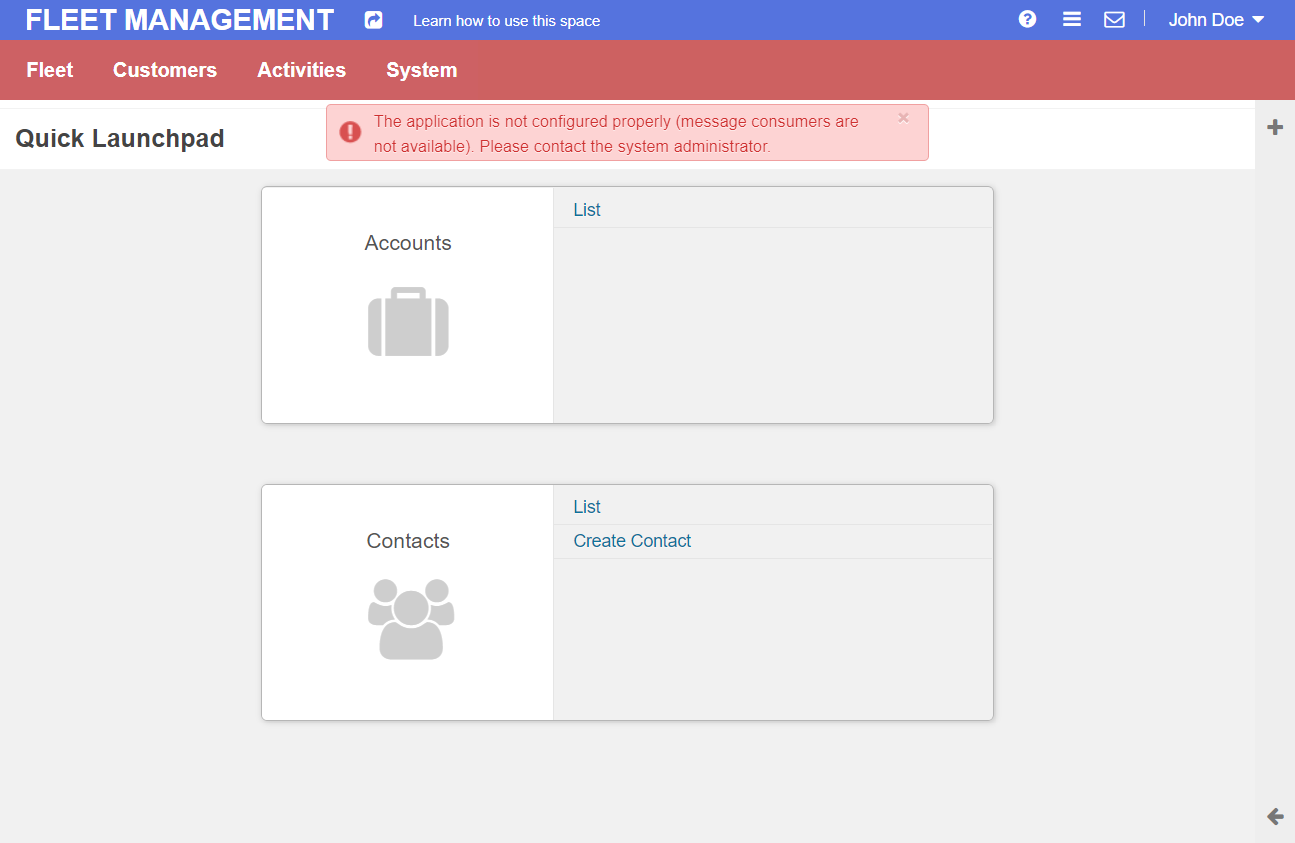 FLEET MANAGEMENT
Learn how to use this space
John Doe
Fleet
Customers
Activities
System
Quick Launchpad
The application is not configured properly (message consumers are
not available). Please contact the system administrator.
Accounts
List
Contacts
List
Create Contact